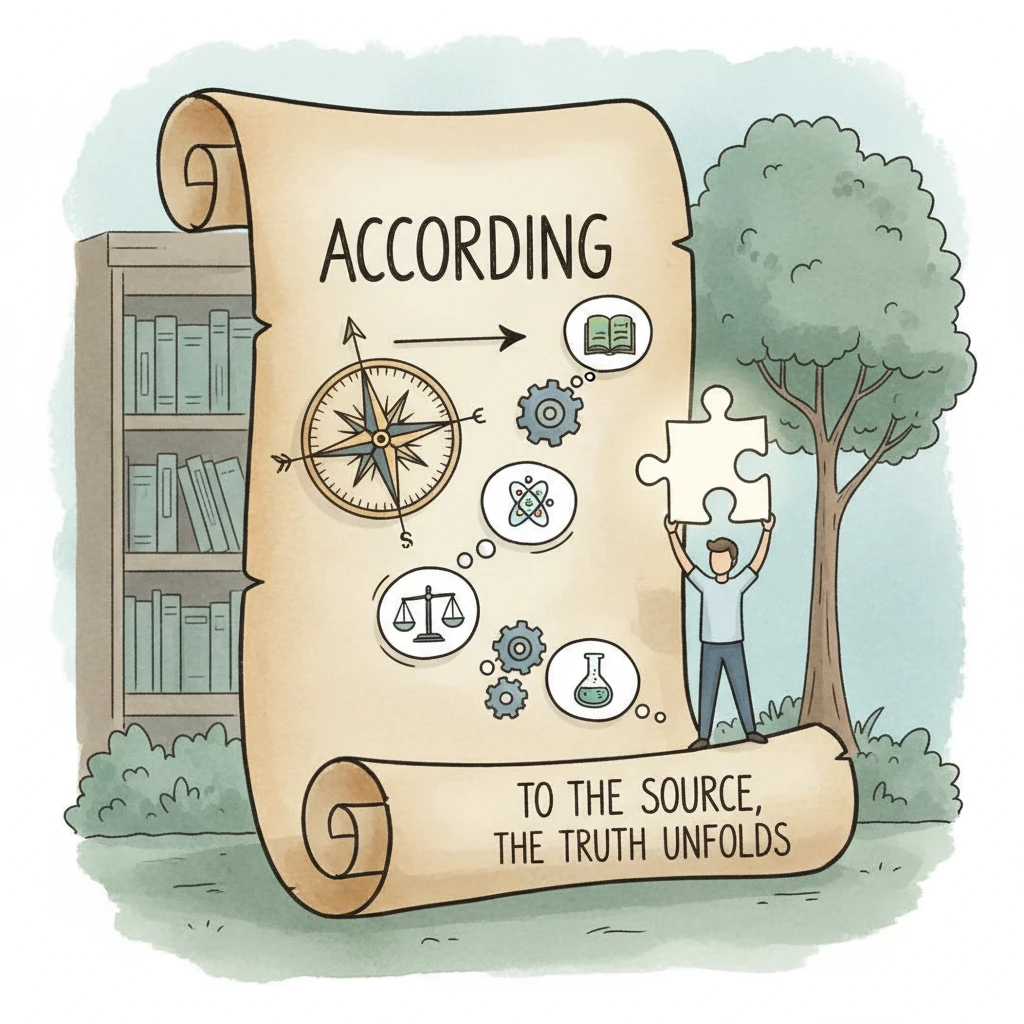 ACCORDING
S
TO THE SOURCE,
THE TRUTH UNFOLDS